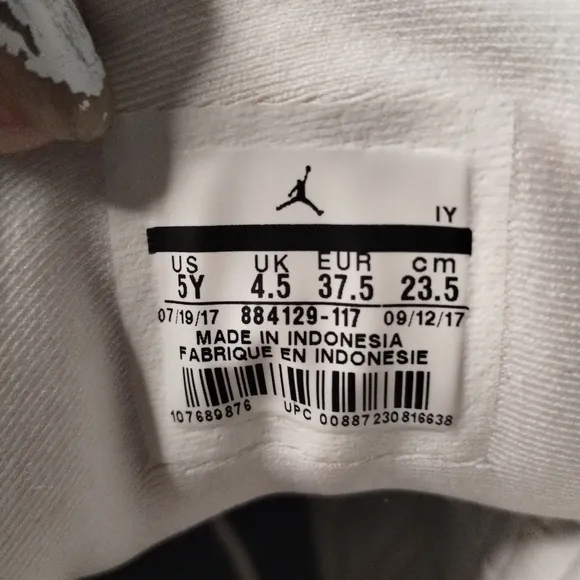 IY
US UK EUR cm
5Y 4.5 37.5 23.5
07/19/17 884129-117 09/12/17
MADE IN INDONESIA
FABRIQUE EN INDONESIE
107689876 UPC 00887230816638